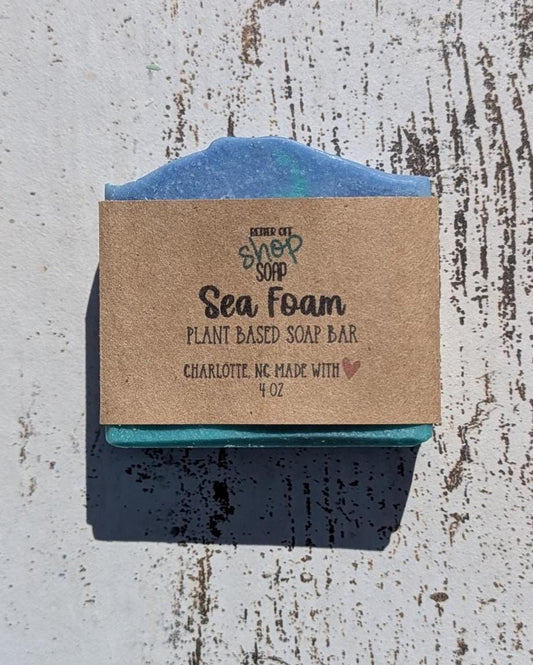 BETTER OFF
shop
SOAP
Sea Foam
PLANT BASED SOAP BAR
CHARLOTTE, NC MADE WITH
4 OZ